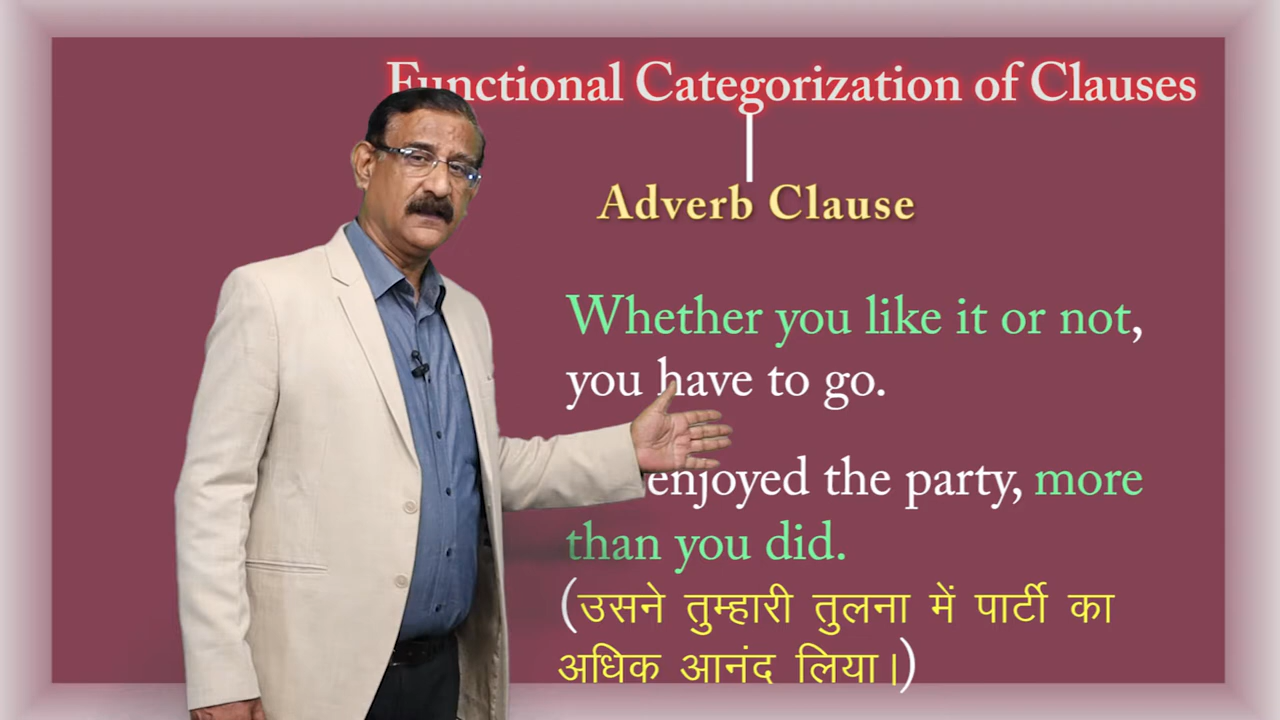 Functional Categorization of Clauses
Adverb Clause
Whether you like it or not,
you have to go.
enjoyed the party, more
than you did.
(उसने तुम्हारी तुलना में पार्टी का
अधिक आनंद लिया।)